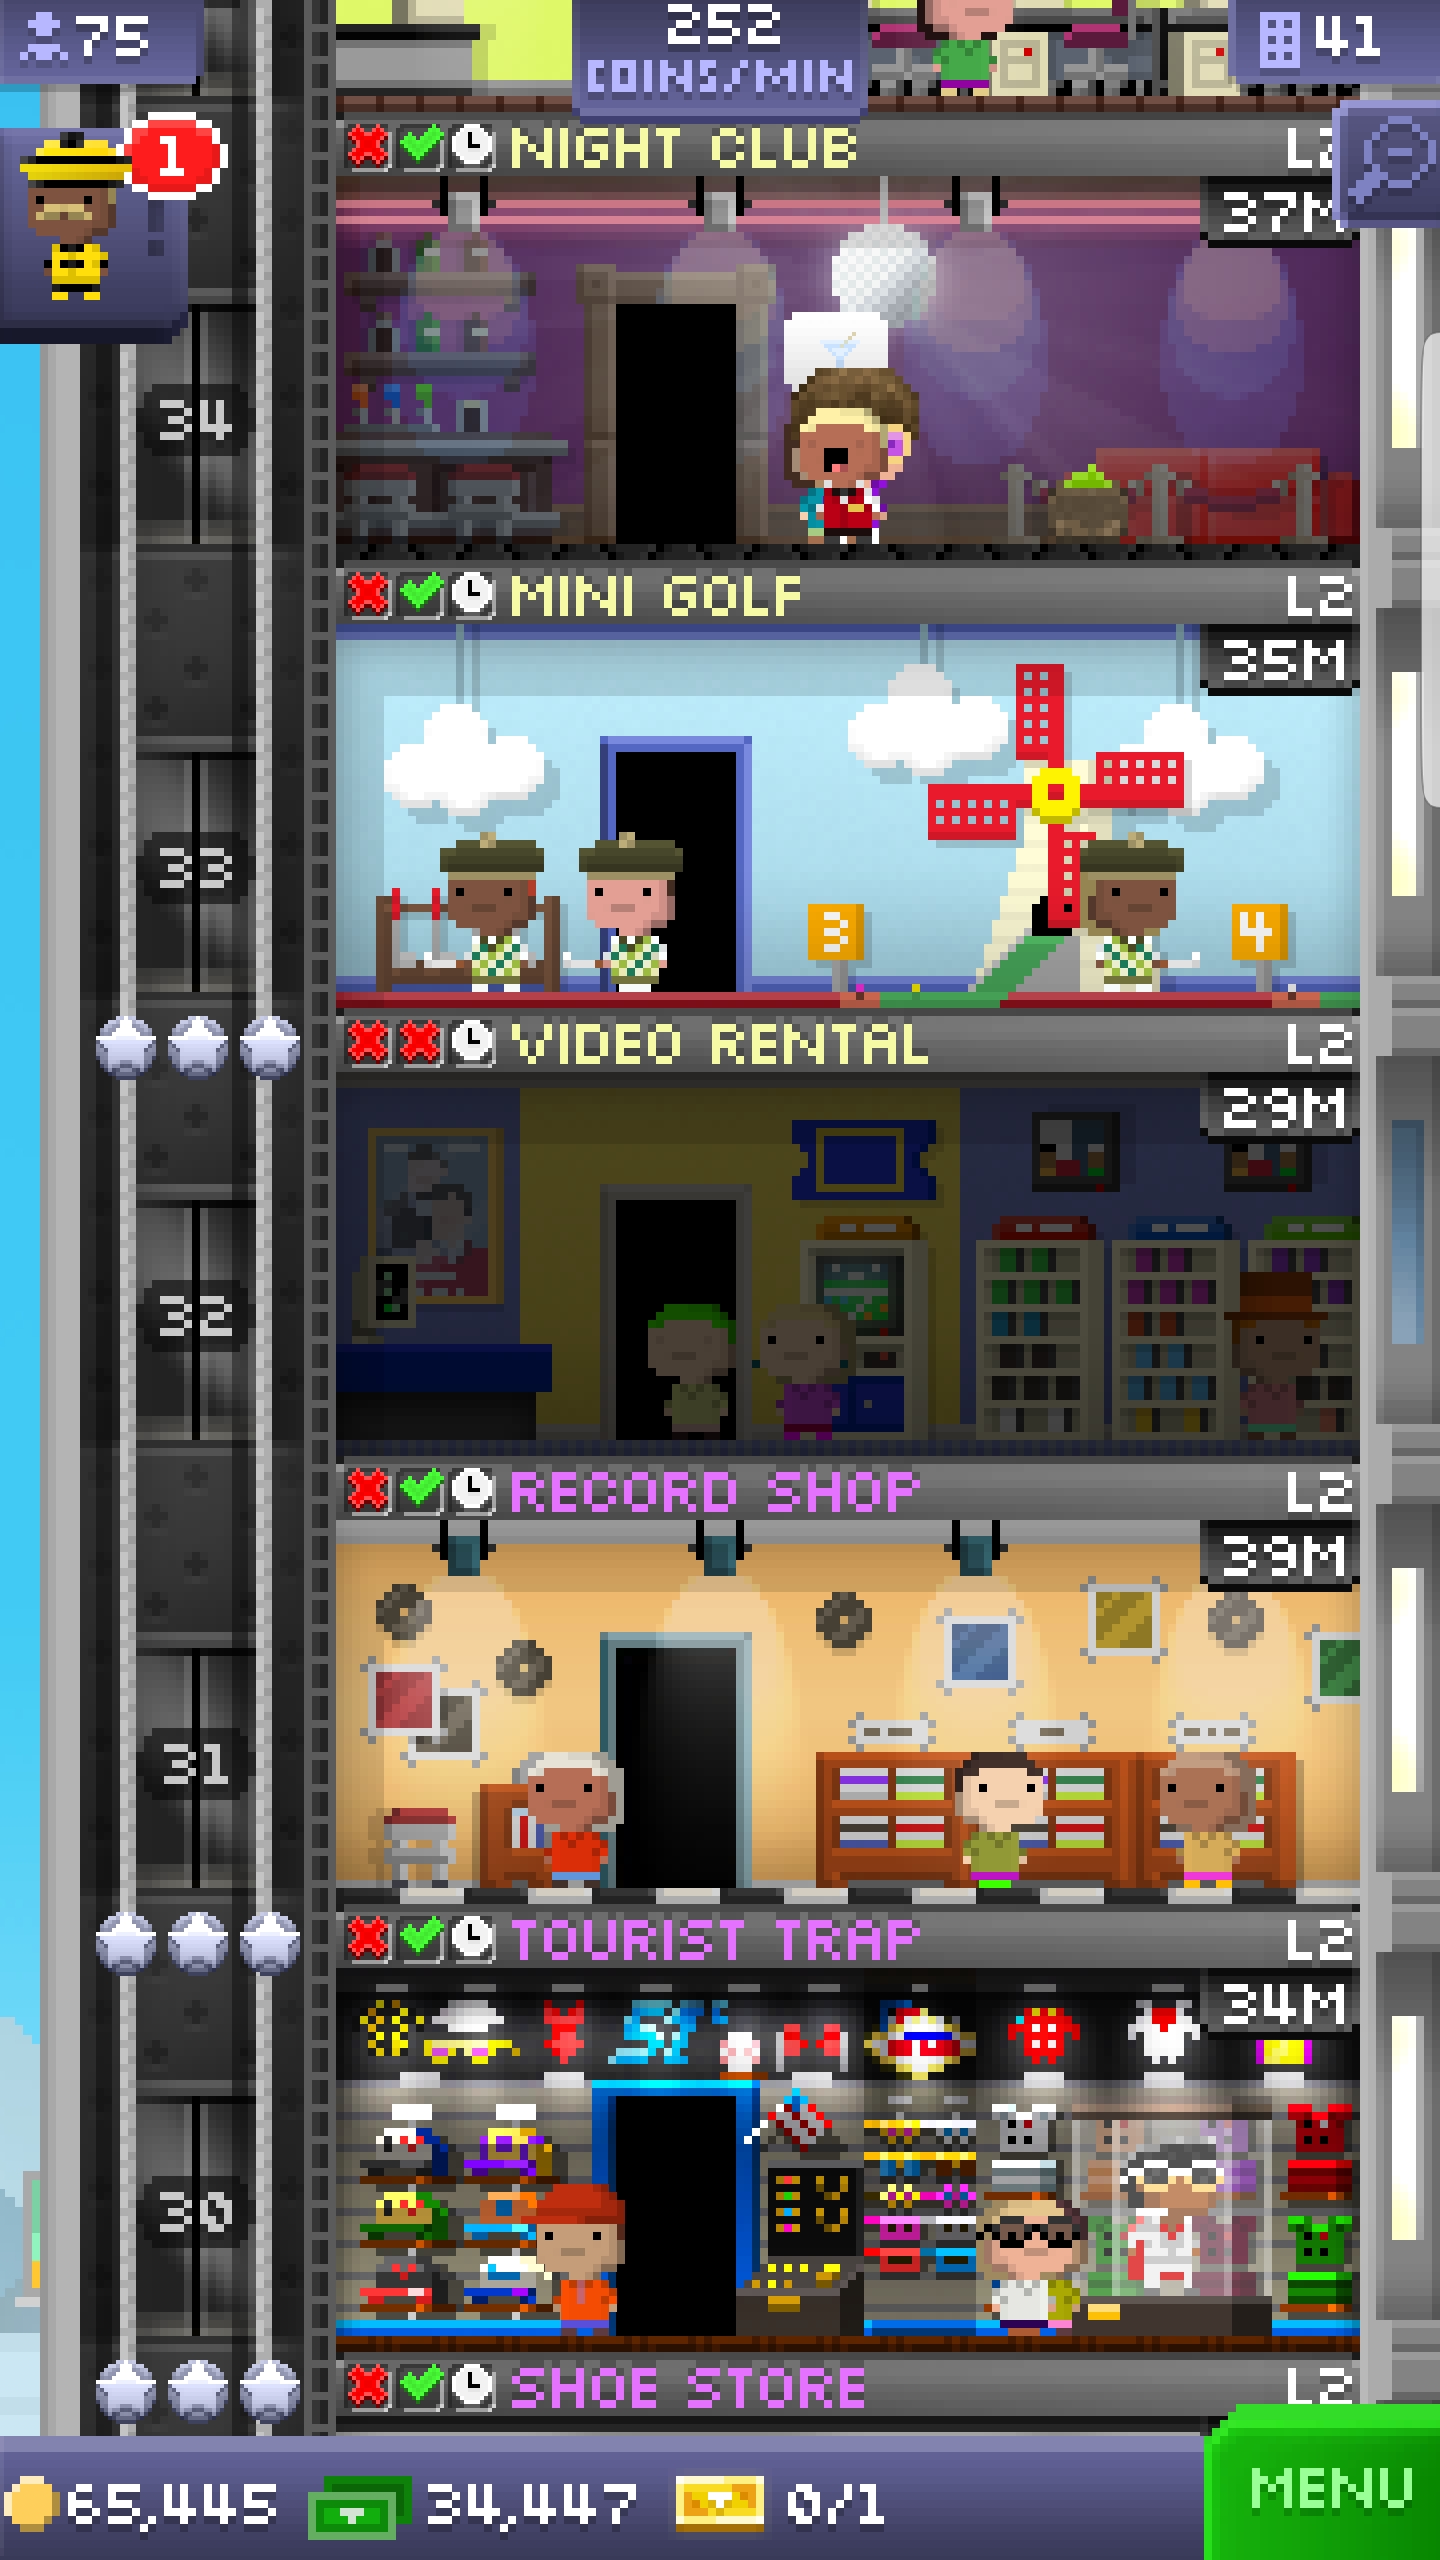 75
252
COINS/MIN
41
1
NIGHT CLUB
37M
34
MINI GOLF L2
35M
33
3
4
VIDEO RENTAL L2
29M
32
RECORD SHOP L2
39M
31
TOURIST TRAP L2
34M
30
SHOE STORE L2
65,445 34,447 0/1
MENU